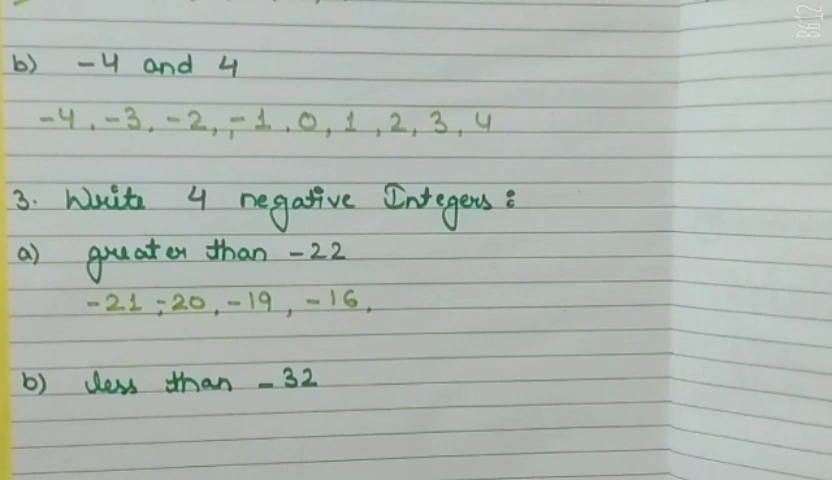 b) -4 and 4
-4, -3, -2, -1, 0, 1, 2, 3, 4
3. Write 4 negative Integers:
a) greater than -22
-21, -20, -19, -16,
b) less than -32
B612